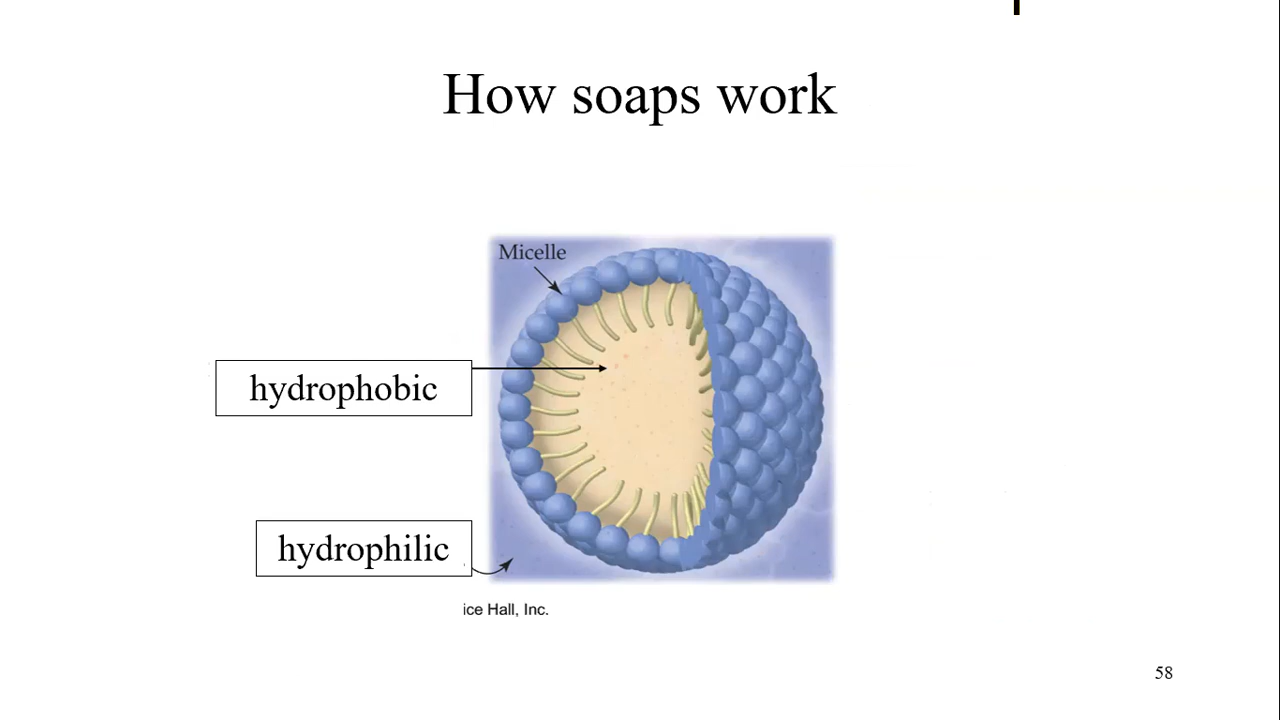 How soaps work
Micelle
hydrophobic
hydrophilic
ice Hall, Inc.
58